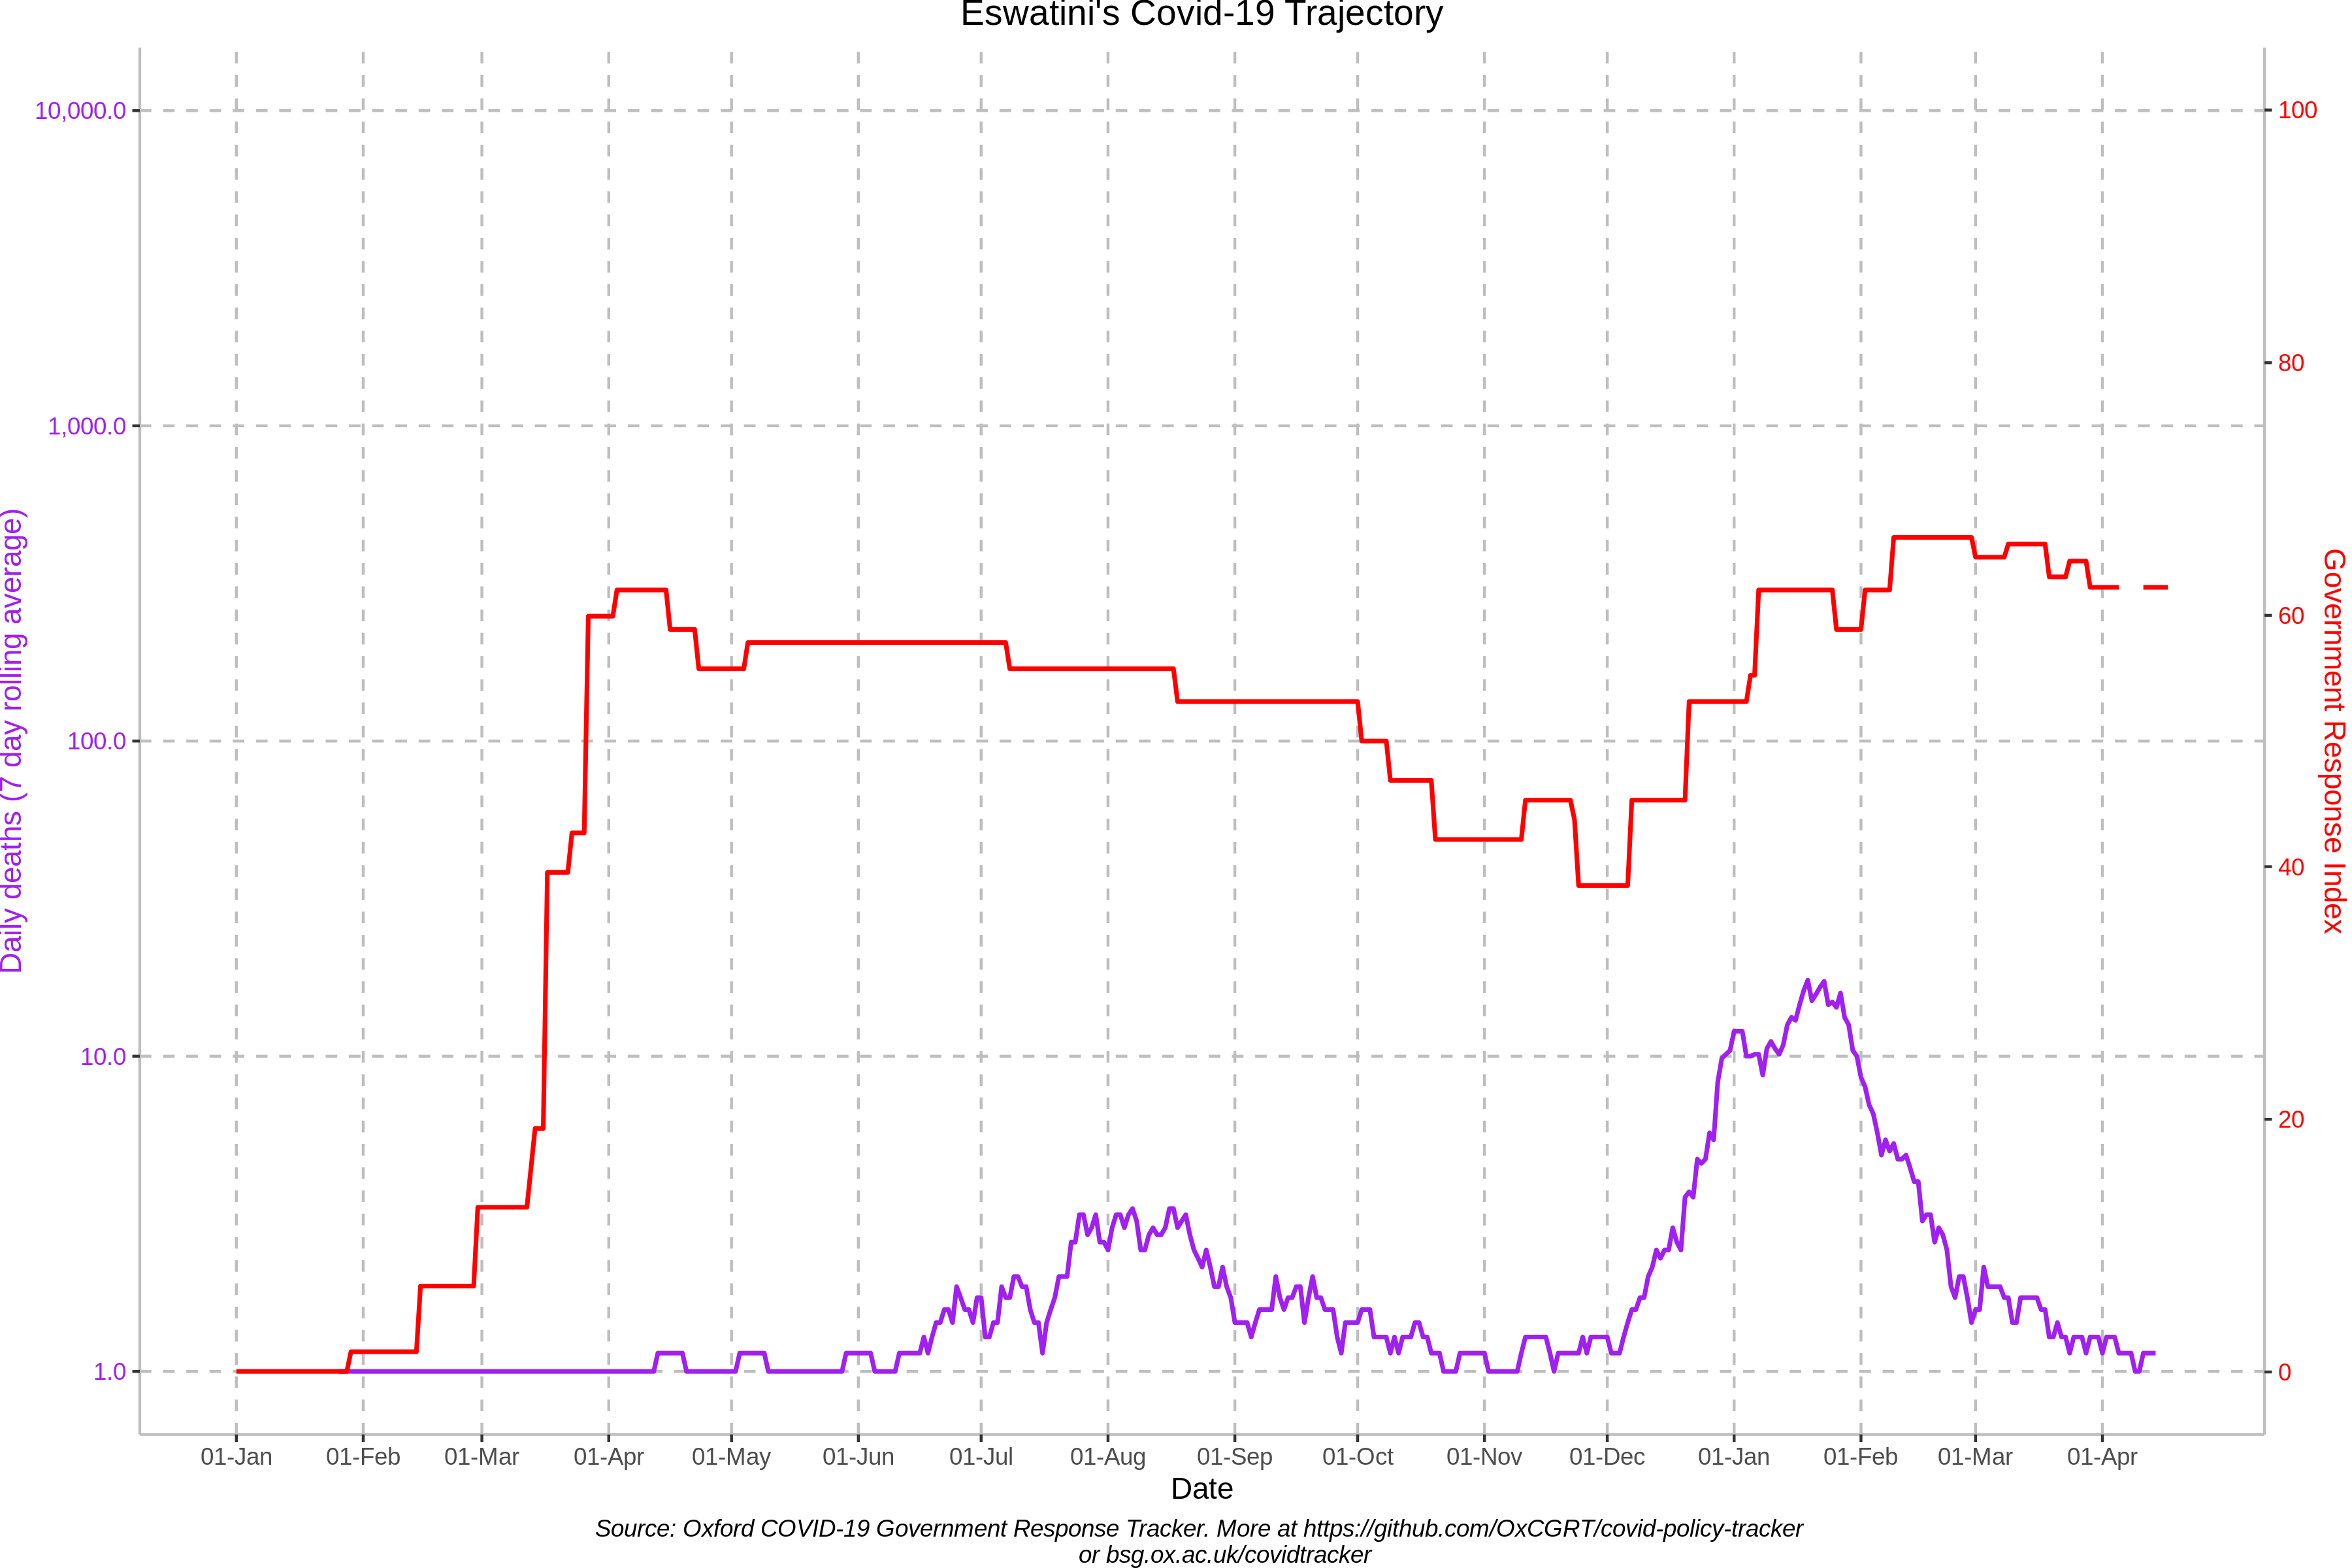 Eswatini's Covid-19 Trajectory
10,000.0
1,000.0
100.0
10.0
1.0
Daily deaths (7 day rolling average)
100
80
60
40
20
0
Government Response Index
01-Jan 01-Feb 01-Mar 01-Apr 01-May 01-Jun 01-Jul 01-Aug 01-Sep 01-Oct 01-Nov 01-Dec 01-Jan 01-Feb 01-Mar 01-Apr
Date
Source: Oxford COVID-19 Government Response Tracker. More at https://github.com/OxCGRT/covid-policy-tracker
or bsg.ox.ac.uk/covidtracker